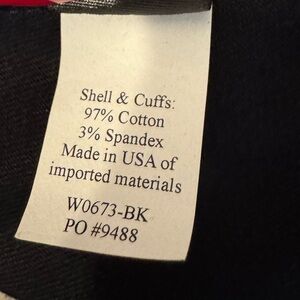 Shell & Cuffs:
97% Cotton
3% Spandex
Made in USA of
imported materials
W0673-BK
PO #9488